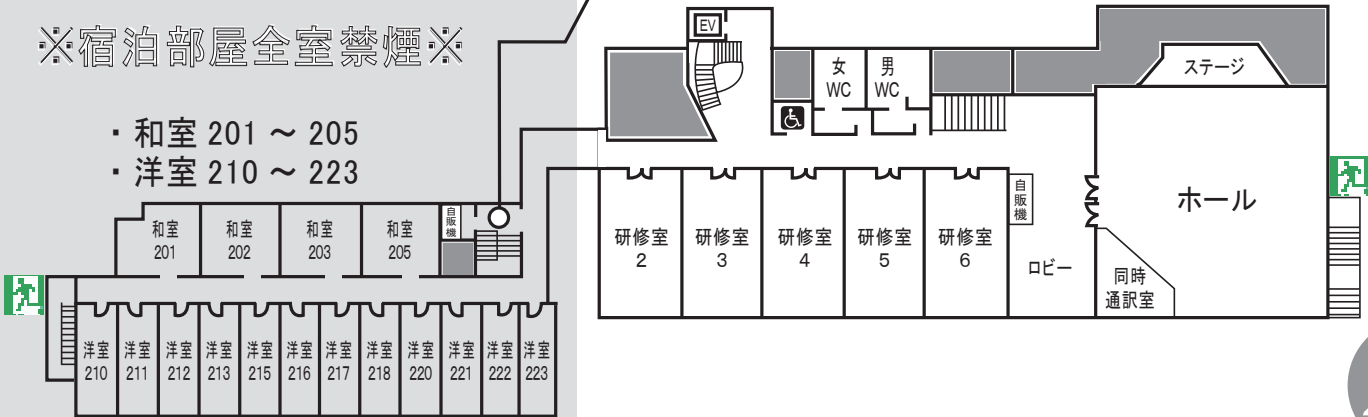 ※宿泊部屋全室禁煙※
・和室 201 ～ 205
・洋室 210 ～ 223
EV
女
WC
男
WC
ステージ
和室
201
和室
202
和室
203
和室
205
自販機
研修室
2
研修室
3
研修室
4
研修室
5
研修室
6
自販機
ロビー
ホール
同時
通訳室
洋室
210
洋室
211
洋室
212
洋室
213
洋室
215
洋室
216
洋室
217
洋室
218
洋室
220
洋室
221
洋室
222
洋室
223